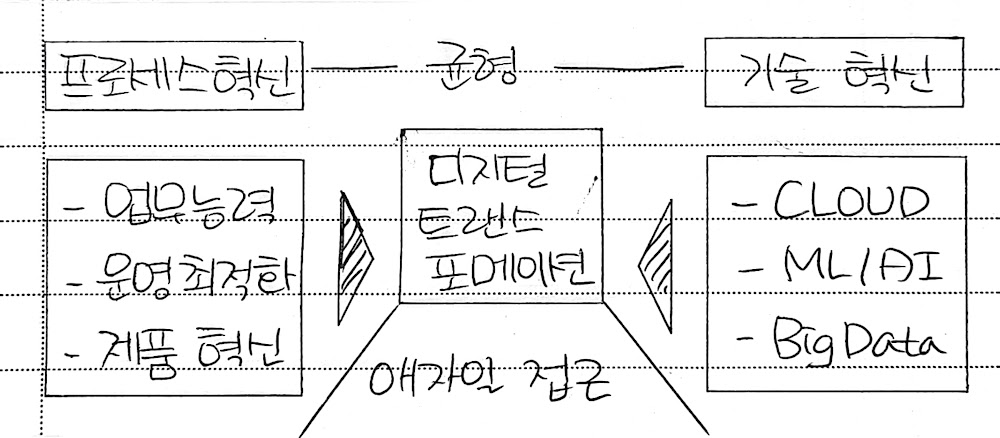 프로세스혁신 균형 기술 혁신
- 업무능력
- 운영최적화
- 제품 혁신
디지털
트랜스
포메이션
- CLOUD
- ML/AI
- Big Data
애자일 접근